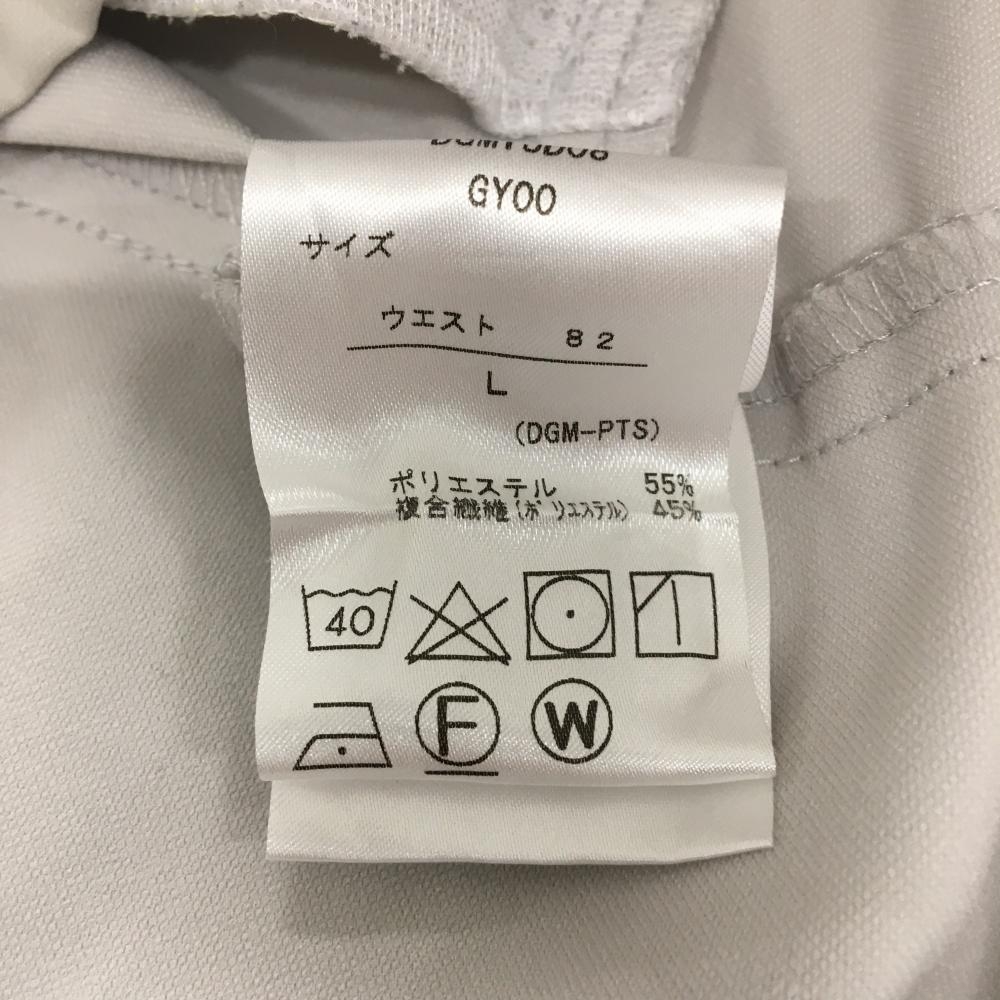 GY00
サイズ
ウエスト 82
L
(DGM-PTS)
ポリエステル 55%
複合繊維(ポリエステル) 45%
40
F W